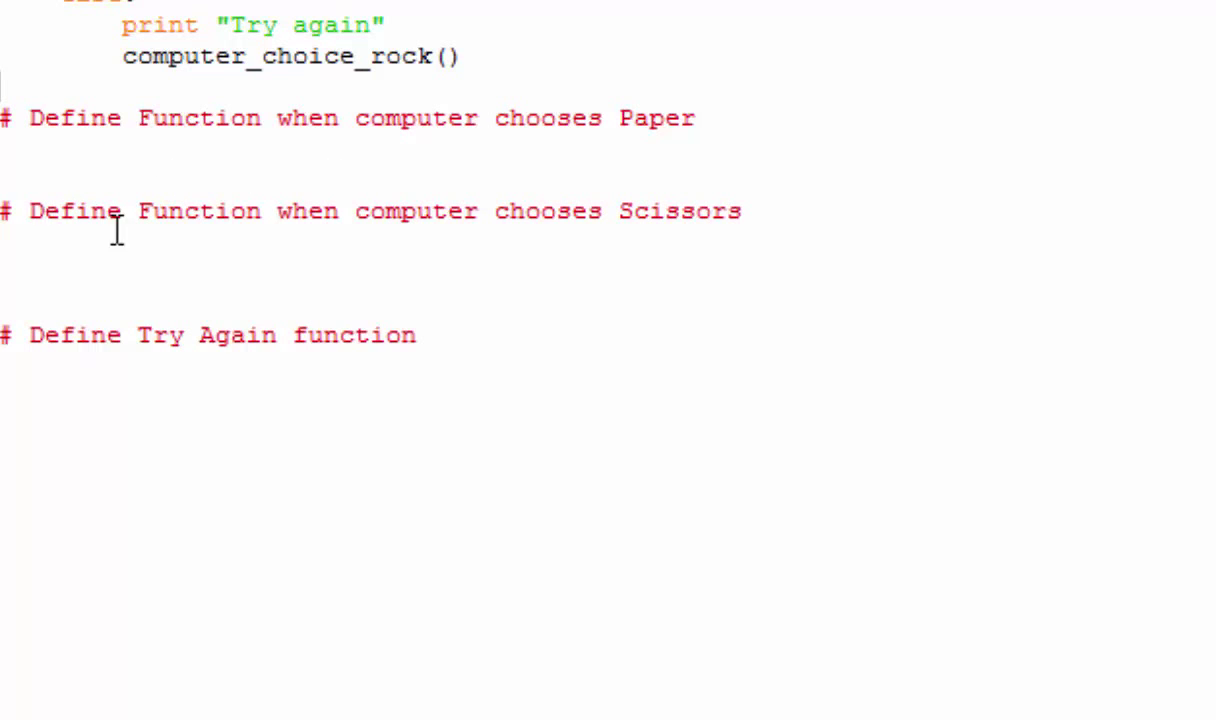 print "Try again"
computer_choice_rock()
# Define Function when computer chooses Paper
# Define Function when computer chooses Scissors
# Define Try Again function